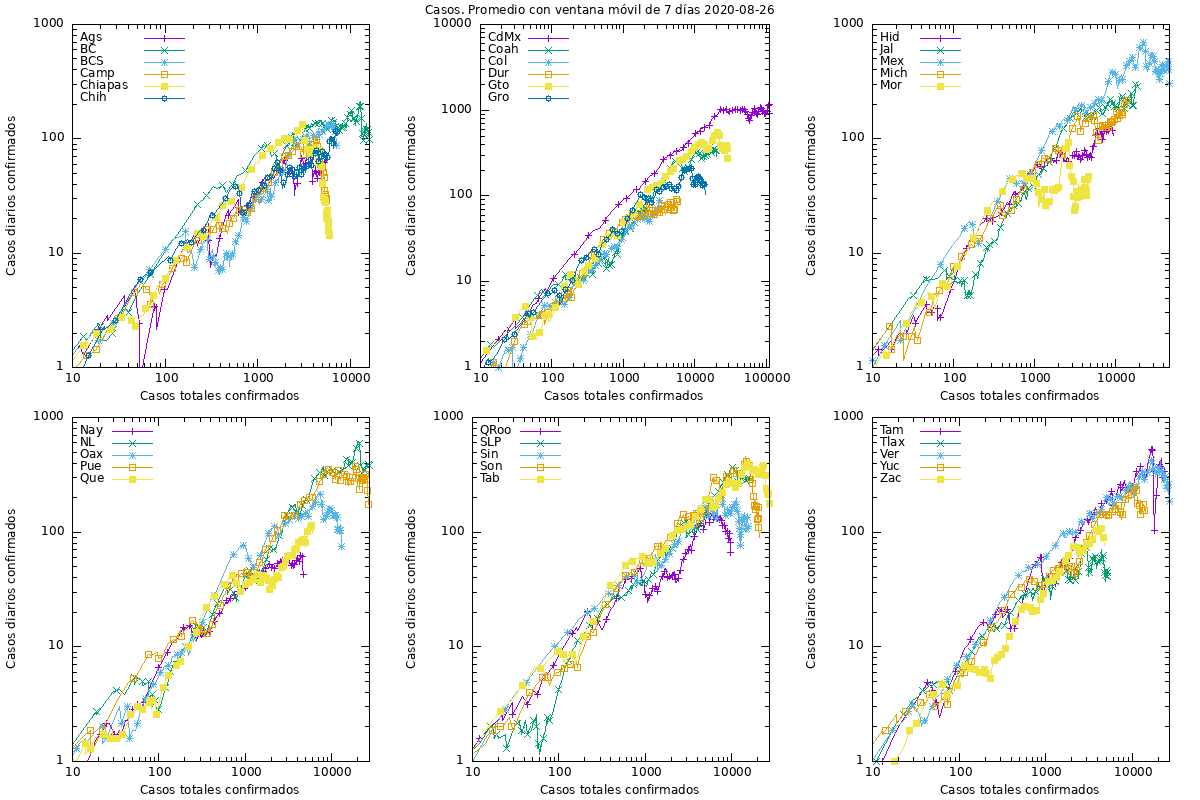 Casos. Promedio con ventana móvil de 7 días 2020-08-26
Casos diarios confirmados
1000
100
10
1
Ags
BC
BCS
Camp
Chiapas
Chih
10 100 1000 10000
Casos totales confirmados
Casos diarios confirmados
10000
1000
100
10
1
CdMx
Coah
Col
Dur
Gto
Gro
10 100 1000 10000 100000
Casos totales confirmados
Casos diarios confirmados
1000
100
10
1
Hid
Jal
Mex
Mich
Mor
10 100 1000 10000
Casos totales confirmados
Casos diarios confirmados
1000
100
10
1
Nay
NL
Oax
Pue
Que
10 100 1000 10000
Casos totales confirmados
Casos diarios confirmados
1000
100
10
1
QRoo
SLP
Sin
Son
Tab
10 100 1000 10000
Casos totales confirmados
Casos diarios confirmados
1000
100
10
1
Tam
Tlax
Ver
Yuc
Zac
10 100 1000 10000
Casos totales confirmados